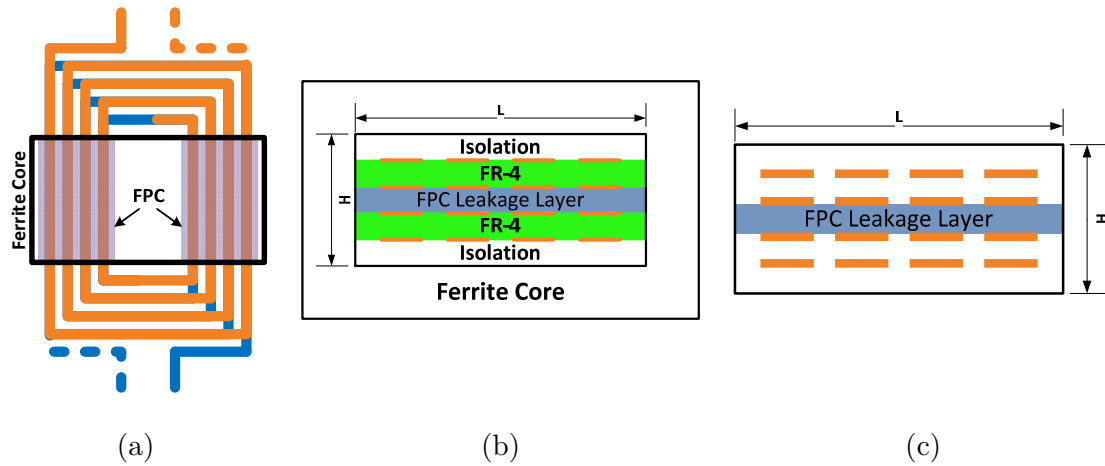 Ferrite Core
FPC
(a)
L
H
Isolation
FR-4
FPC Leakage Layer
FR-4
Isolation
Ferrite Core
(b)
L
H
FPC Leakage Layer
(c)